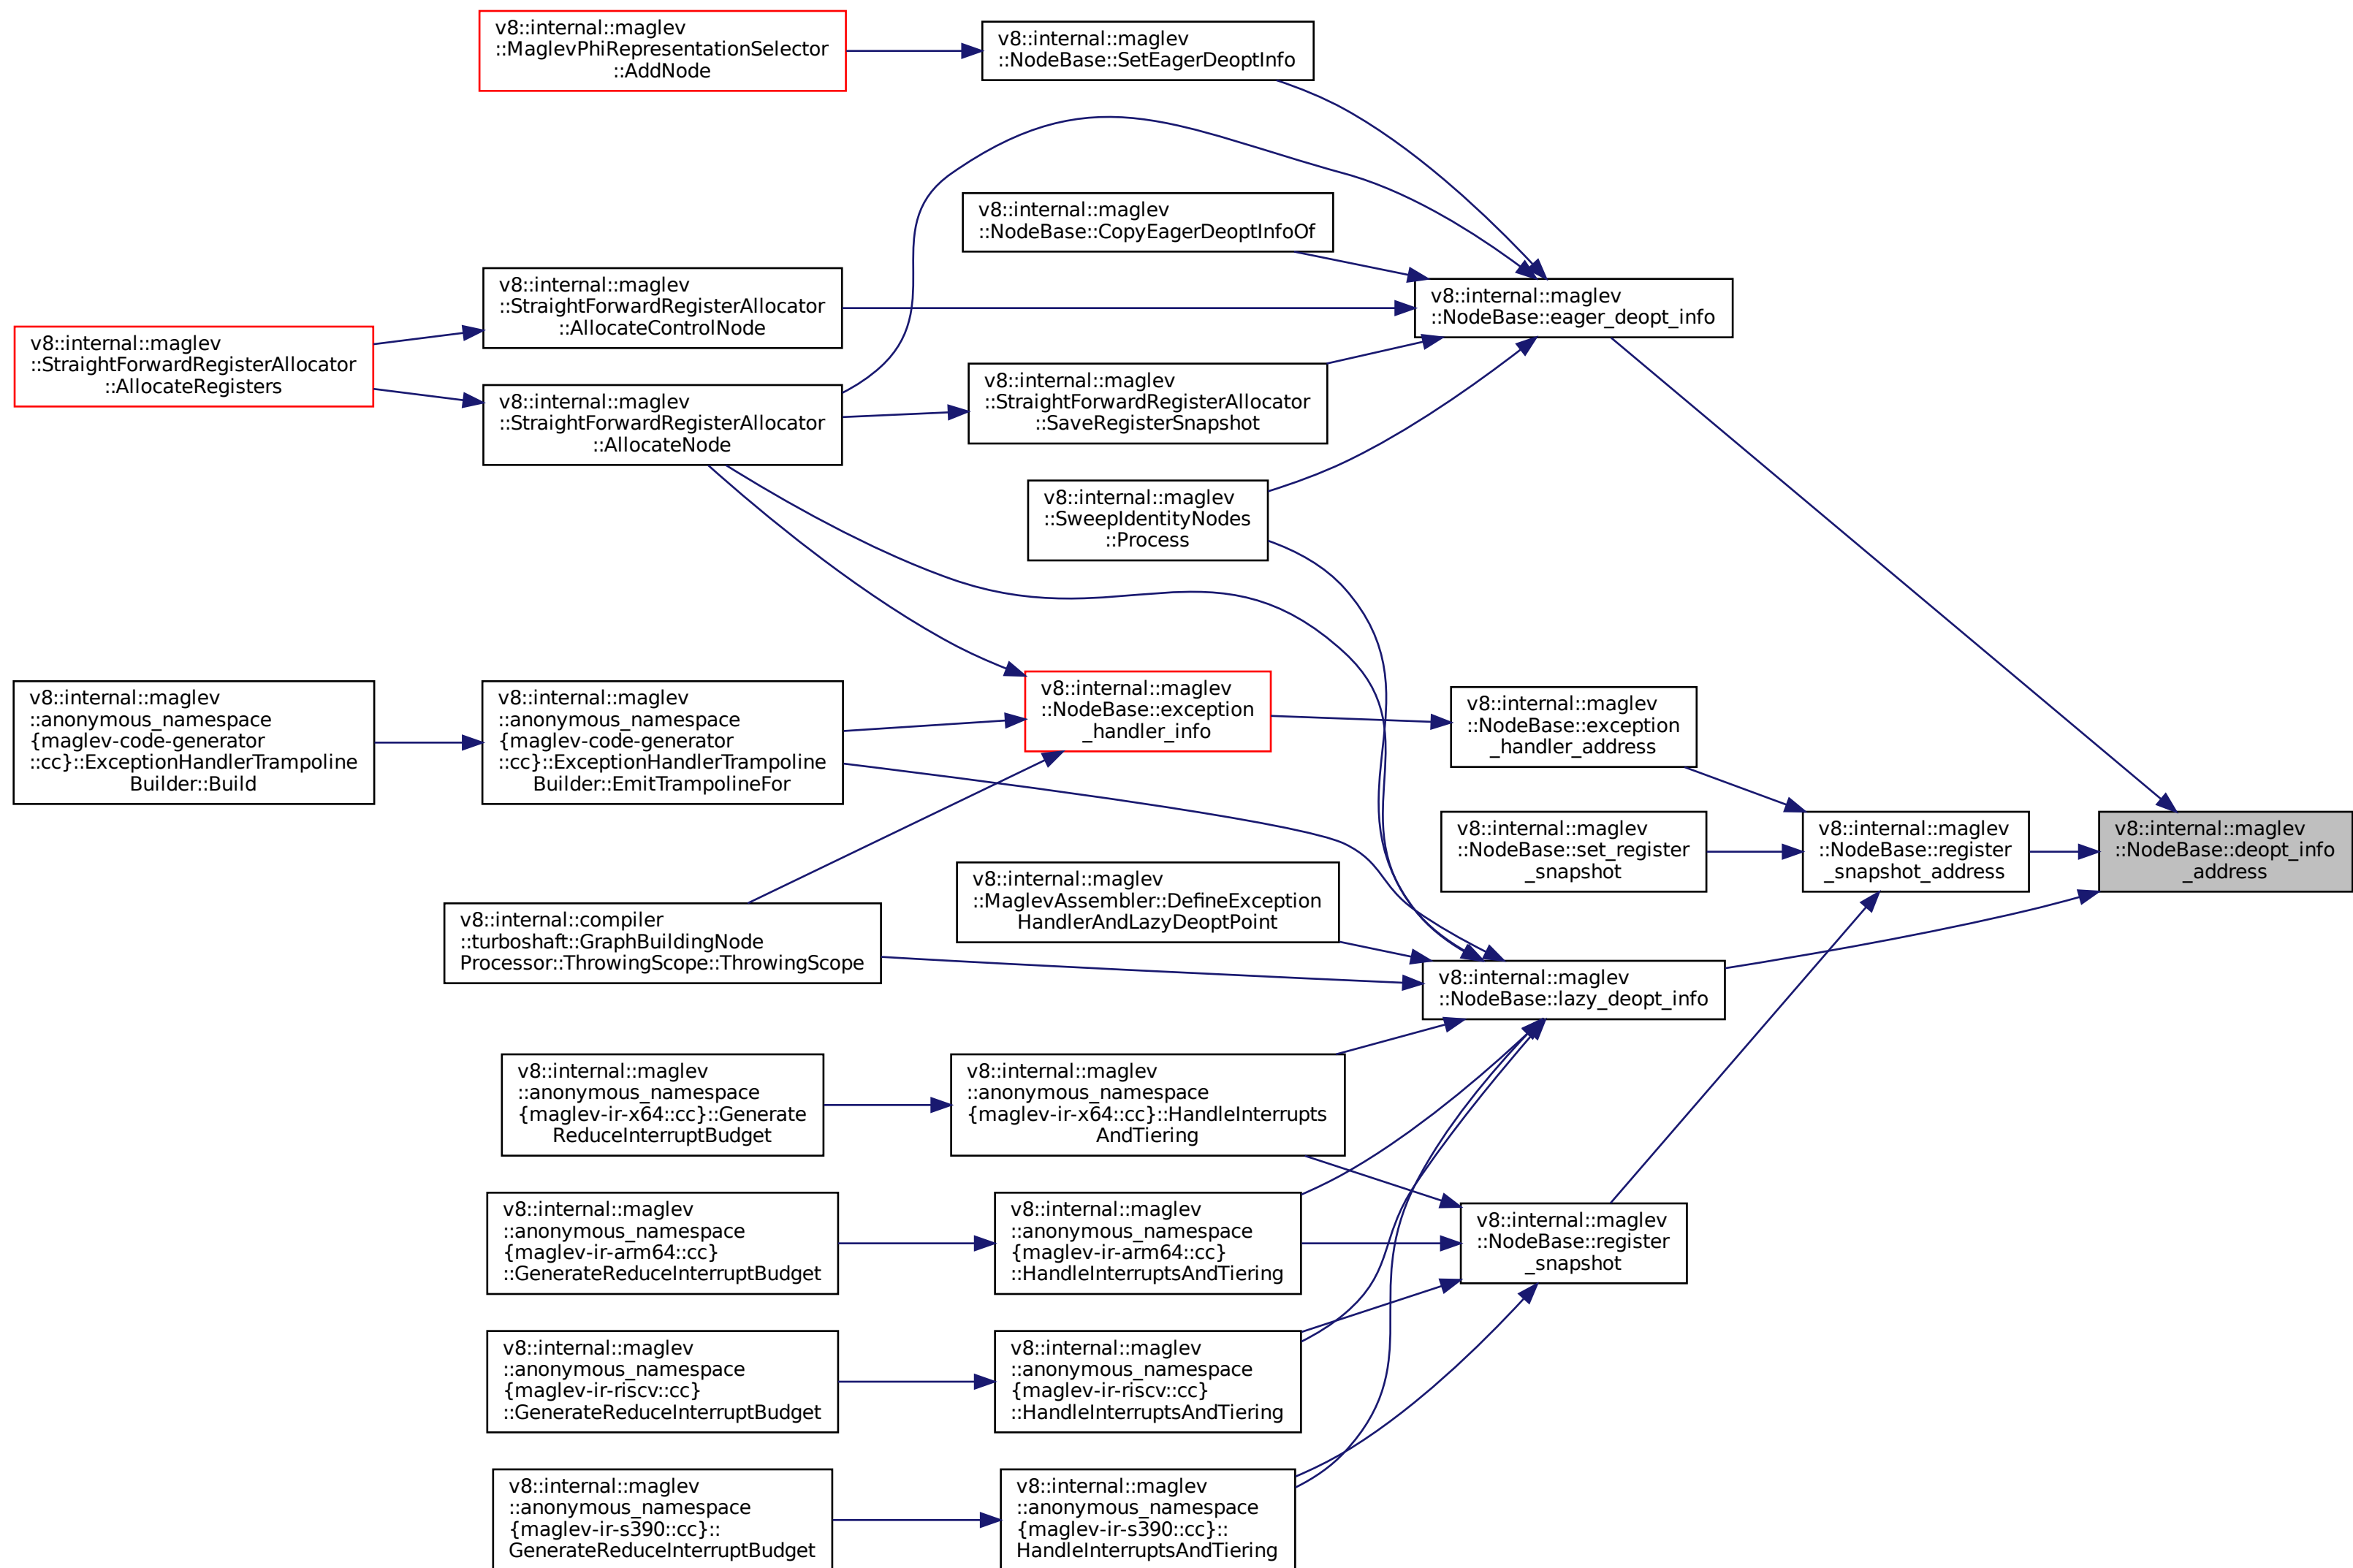 v8::internal::maglev
::MaglevPhiRepresentationSelector
::AddNode
v8::internal::maglev
::NodeBase::SetEagerDeoptInfo
v8::internal::maglev
::NodeBase::CopyEagerDeoptInfoOf
v8::internal::maglev
::StraightForwardRegisterAllocator
::AllocateControlNode
v8::internal::maglev
::NodeBase::eager_deopt_info
v8::internal::maglev
::StraightForwardRegisterAllocator
::AllocateRegisters
v8::internal::maglev
::StraightForwardRegisterAllocator
::AllocateNode
v8::internal::maglev
::StraightForwardRegisterAllocator
::SaveRegisterSnapshot
v8::internal::maglev
::SweepIdentityNodes
::Process
v8::internal::maglev
::anonymous_namespace
{maglev-code-generator
::cc}::ExceptionHandlerTrampoline
Builder::Build
v8::internal::maglev
::anonymous_namespace
{maglev-code-generator
::cc}::ExceptionHandlerTrampoline
Builder::EmitTrampolineFor
v8::internal::maglev
::NodeBase::exception
_handler_info
v8::internal::maglev
::NodeBase::exception
_handler_address
v8::internal::maglev
::NodeBase::set_register
_snapshot
v8::internal::maglev
::NodeBase::register
_snapshot_address
v8::internal::maglev
::NodeBase::deopt_info
_address
v8::internal::maglev
::MaglevAssembler::DefineException
HandlerAndLazyDeoptPoint
v8::internal::compiler
::turboshaft::GraphBuildingNode
Processor::ThrowingScope::ThrowingScope
v8::internal::maglev
::NodeBase::lazy_deopt_info
v8::internal::maglev
::anonymous_namespace
{maglev-ir-x64::cc}::Generate
ReduceInterruptBudget
v8::internal::maglev
::anonymous_namespace
{maglev-ir-x64::cc}::HandleInterrupts
AndTiering
v8::internal::maglev
::anonymous_namespace
{maglev-ir-arm64::cc}
::GenerateReduceInterruptBudget
v8::internal::maglev
::anonymous_namespace
{maglev-ir-arm64::cc}
::HandleInterruptsAndTiering
v8::internal::maglev
::NodeBase::register
_snapshot
v8::internal::maglev
::anonymous_namespace
{maglev-ir-riscv::cc}
::GenerateReduceInterruptBudget
v8::internal::maglev
::anonymous_namespace
{maglev-ir-riscv::cc}
::HandleInterruptsAndTiering
v8::internal::maglev
::anonymous_namespace
{maglev-ir-s390::cc}::
GenerateReduceInterruptBudget
v8::internal::maglev
::anonymous_namespace
{maglev-ir-s390::cc}::
HandleInterruptsAndTiering